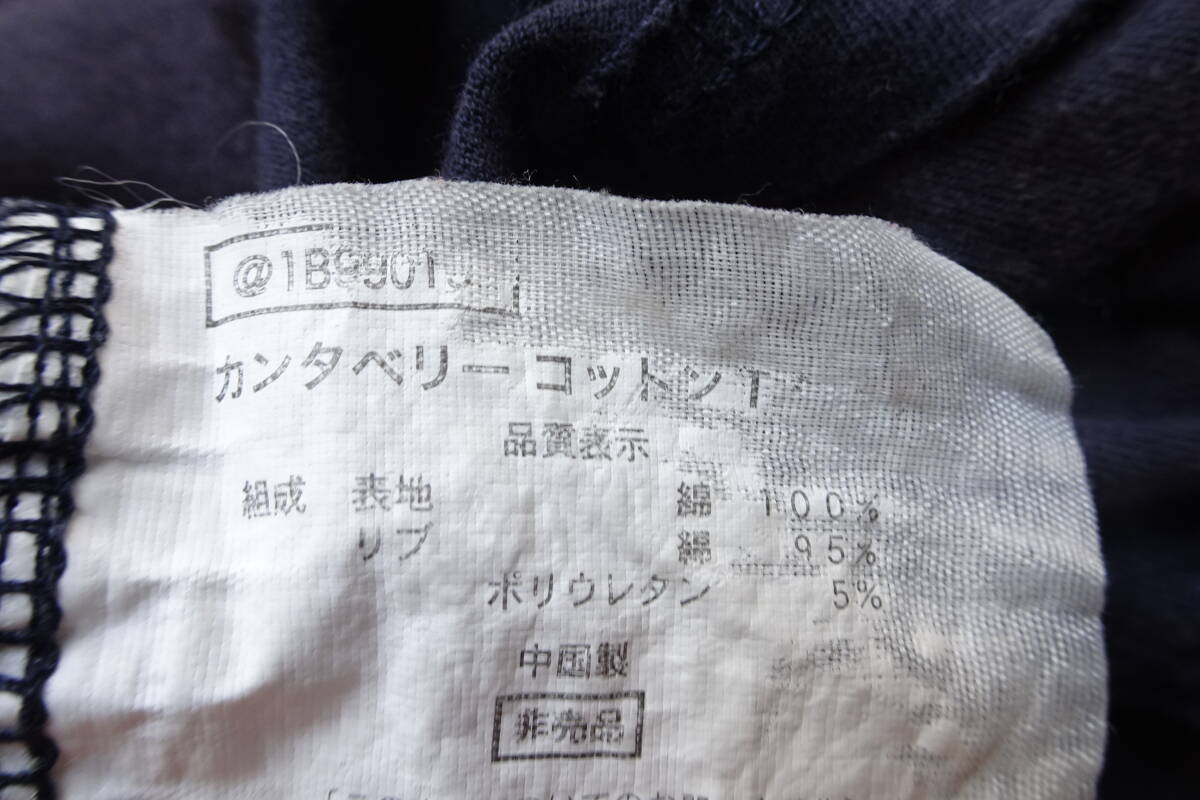 @1B9901
カンタベリーコットンT
品質表示
組成 表地 綿 100%
リブ 綿 95%
ポリウレタン 5%
中国製
非売品